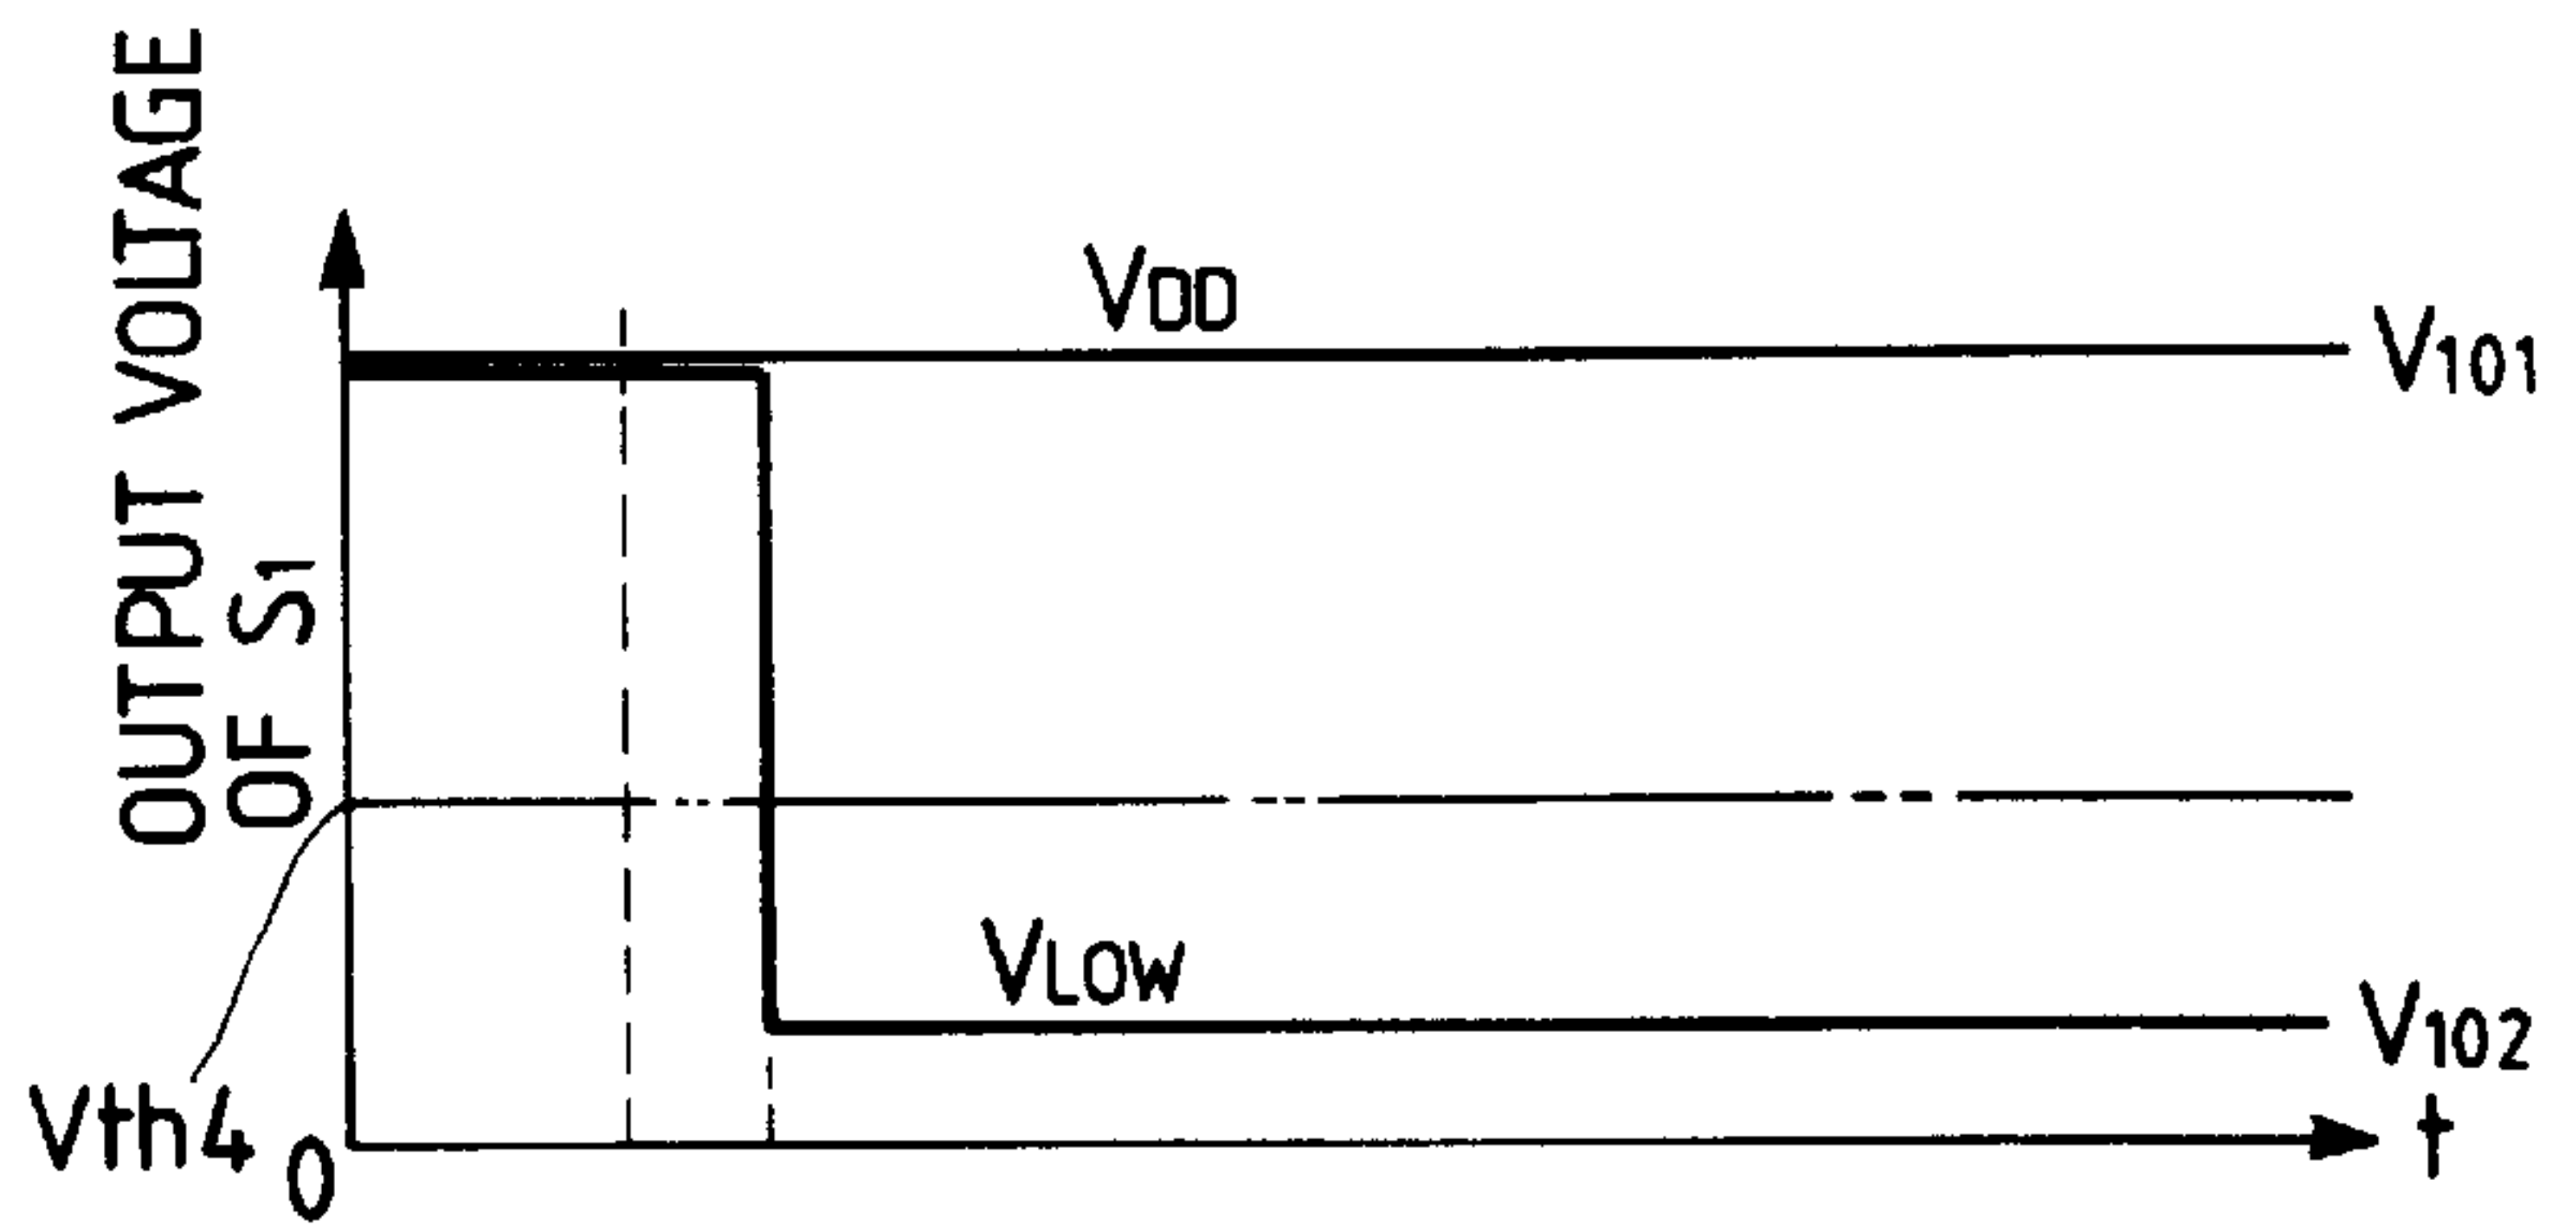 OUTPUT VOLTAGE
OF S1
VDD
V101
VLOW
V102
Vth4
0
t